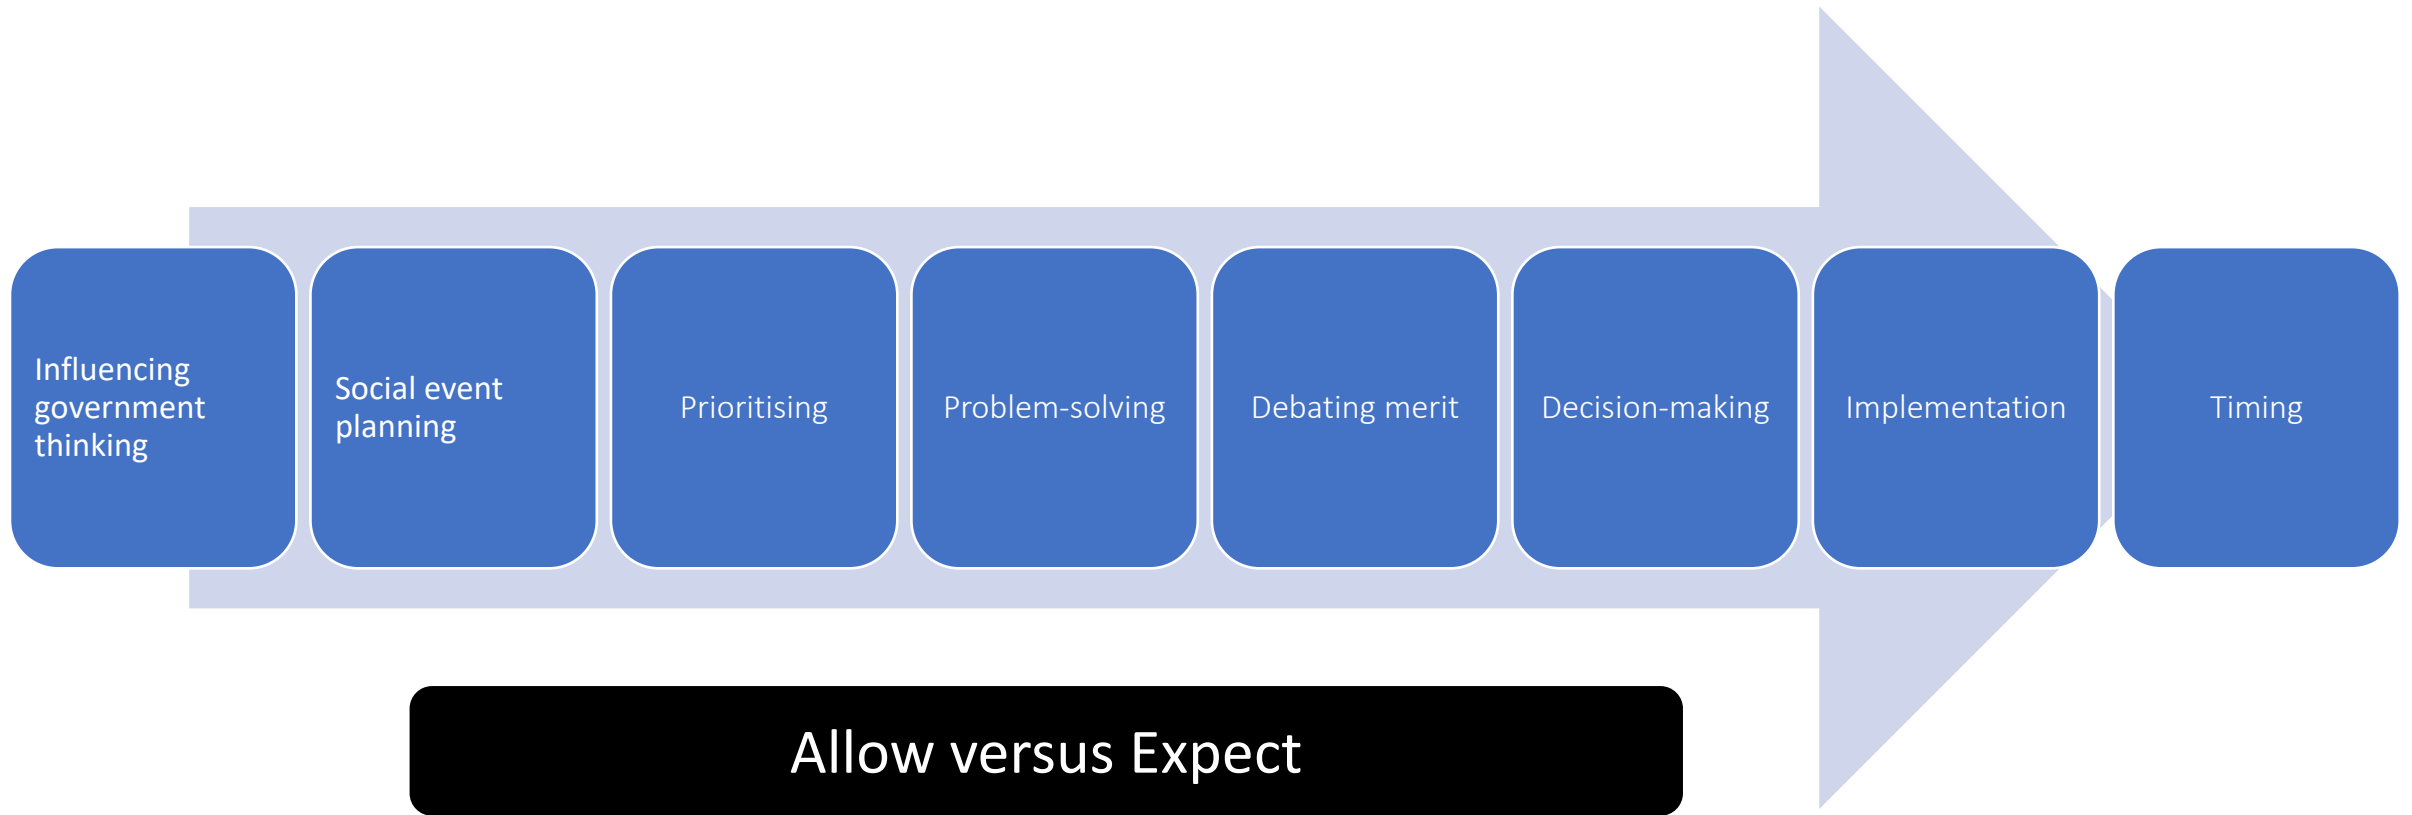 Influencing
government
thinking
Social event
planning
Prioritising
Problem-solving
Debating merit
Decision-making
Implementation
Timing
Allow versus Expect